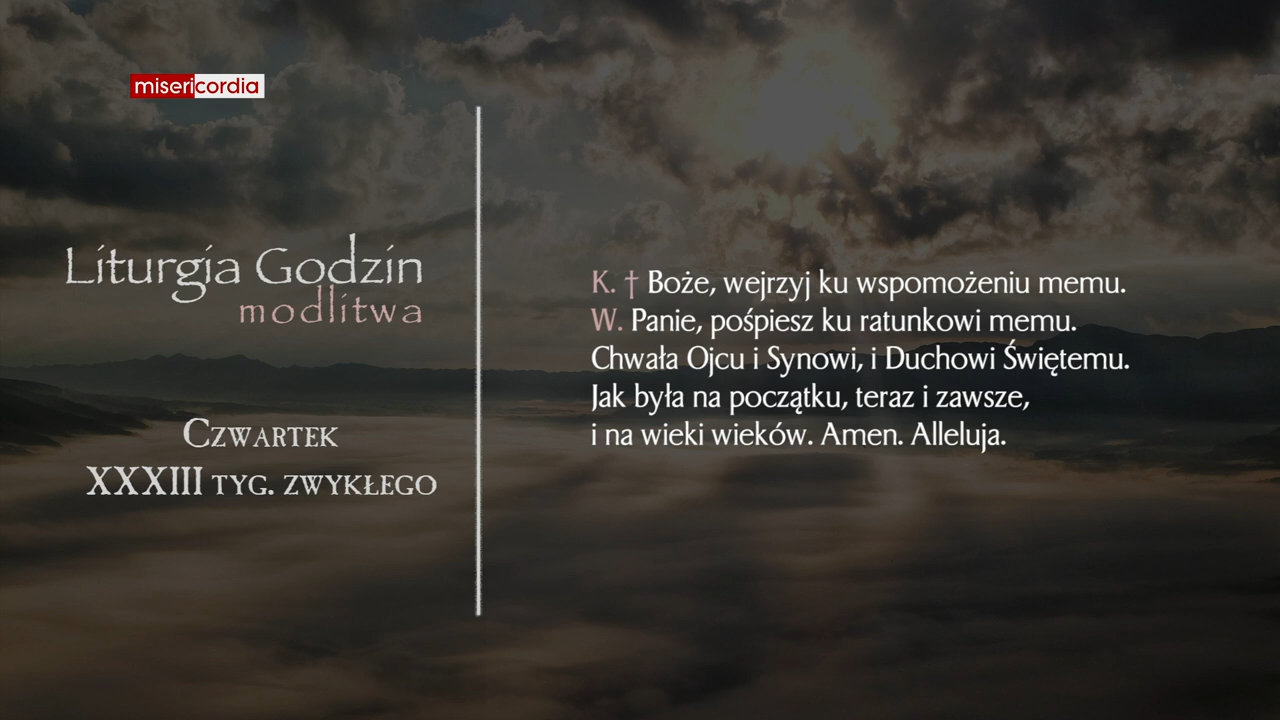 misericordia
Liturgia Godzin
modlitwa
Czwartek
XXXIII tyg. zwykłego
K. † Boże, wejrzyj ku wspomożeniu memu.
W. Panie, pośpiesz ku ratunkowi memu.
Chwała Ojcu i Synowi, i Duchowi Świętemu.
Jak była na początku, teraz i zawsze,
i na wieki wieków. Amen. Alleluja.